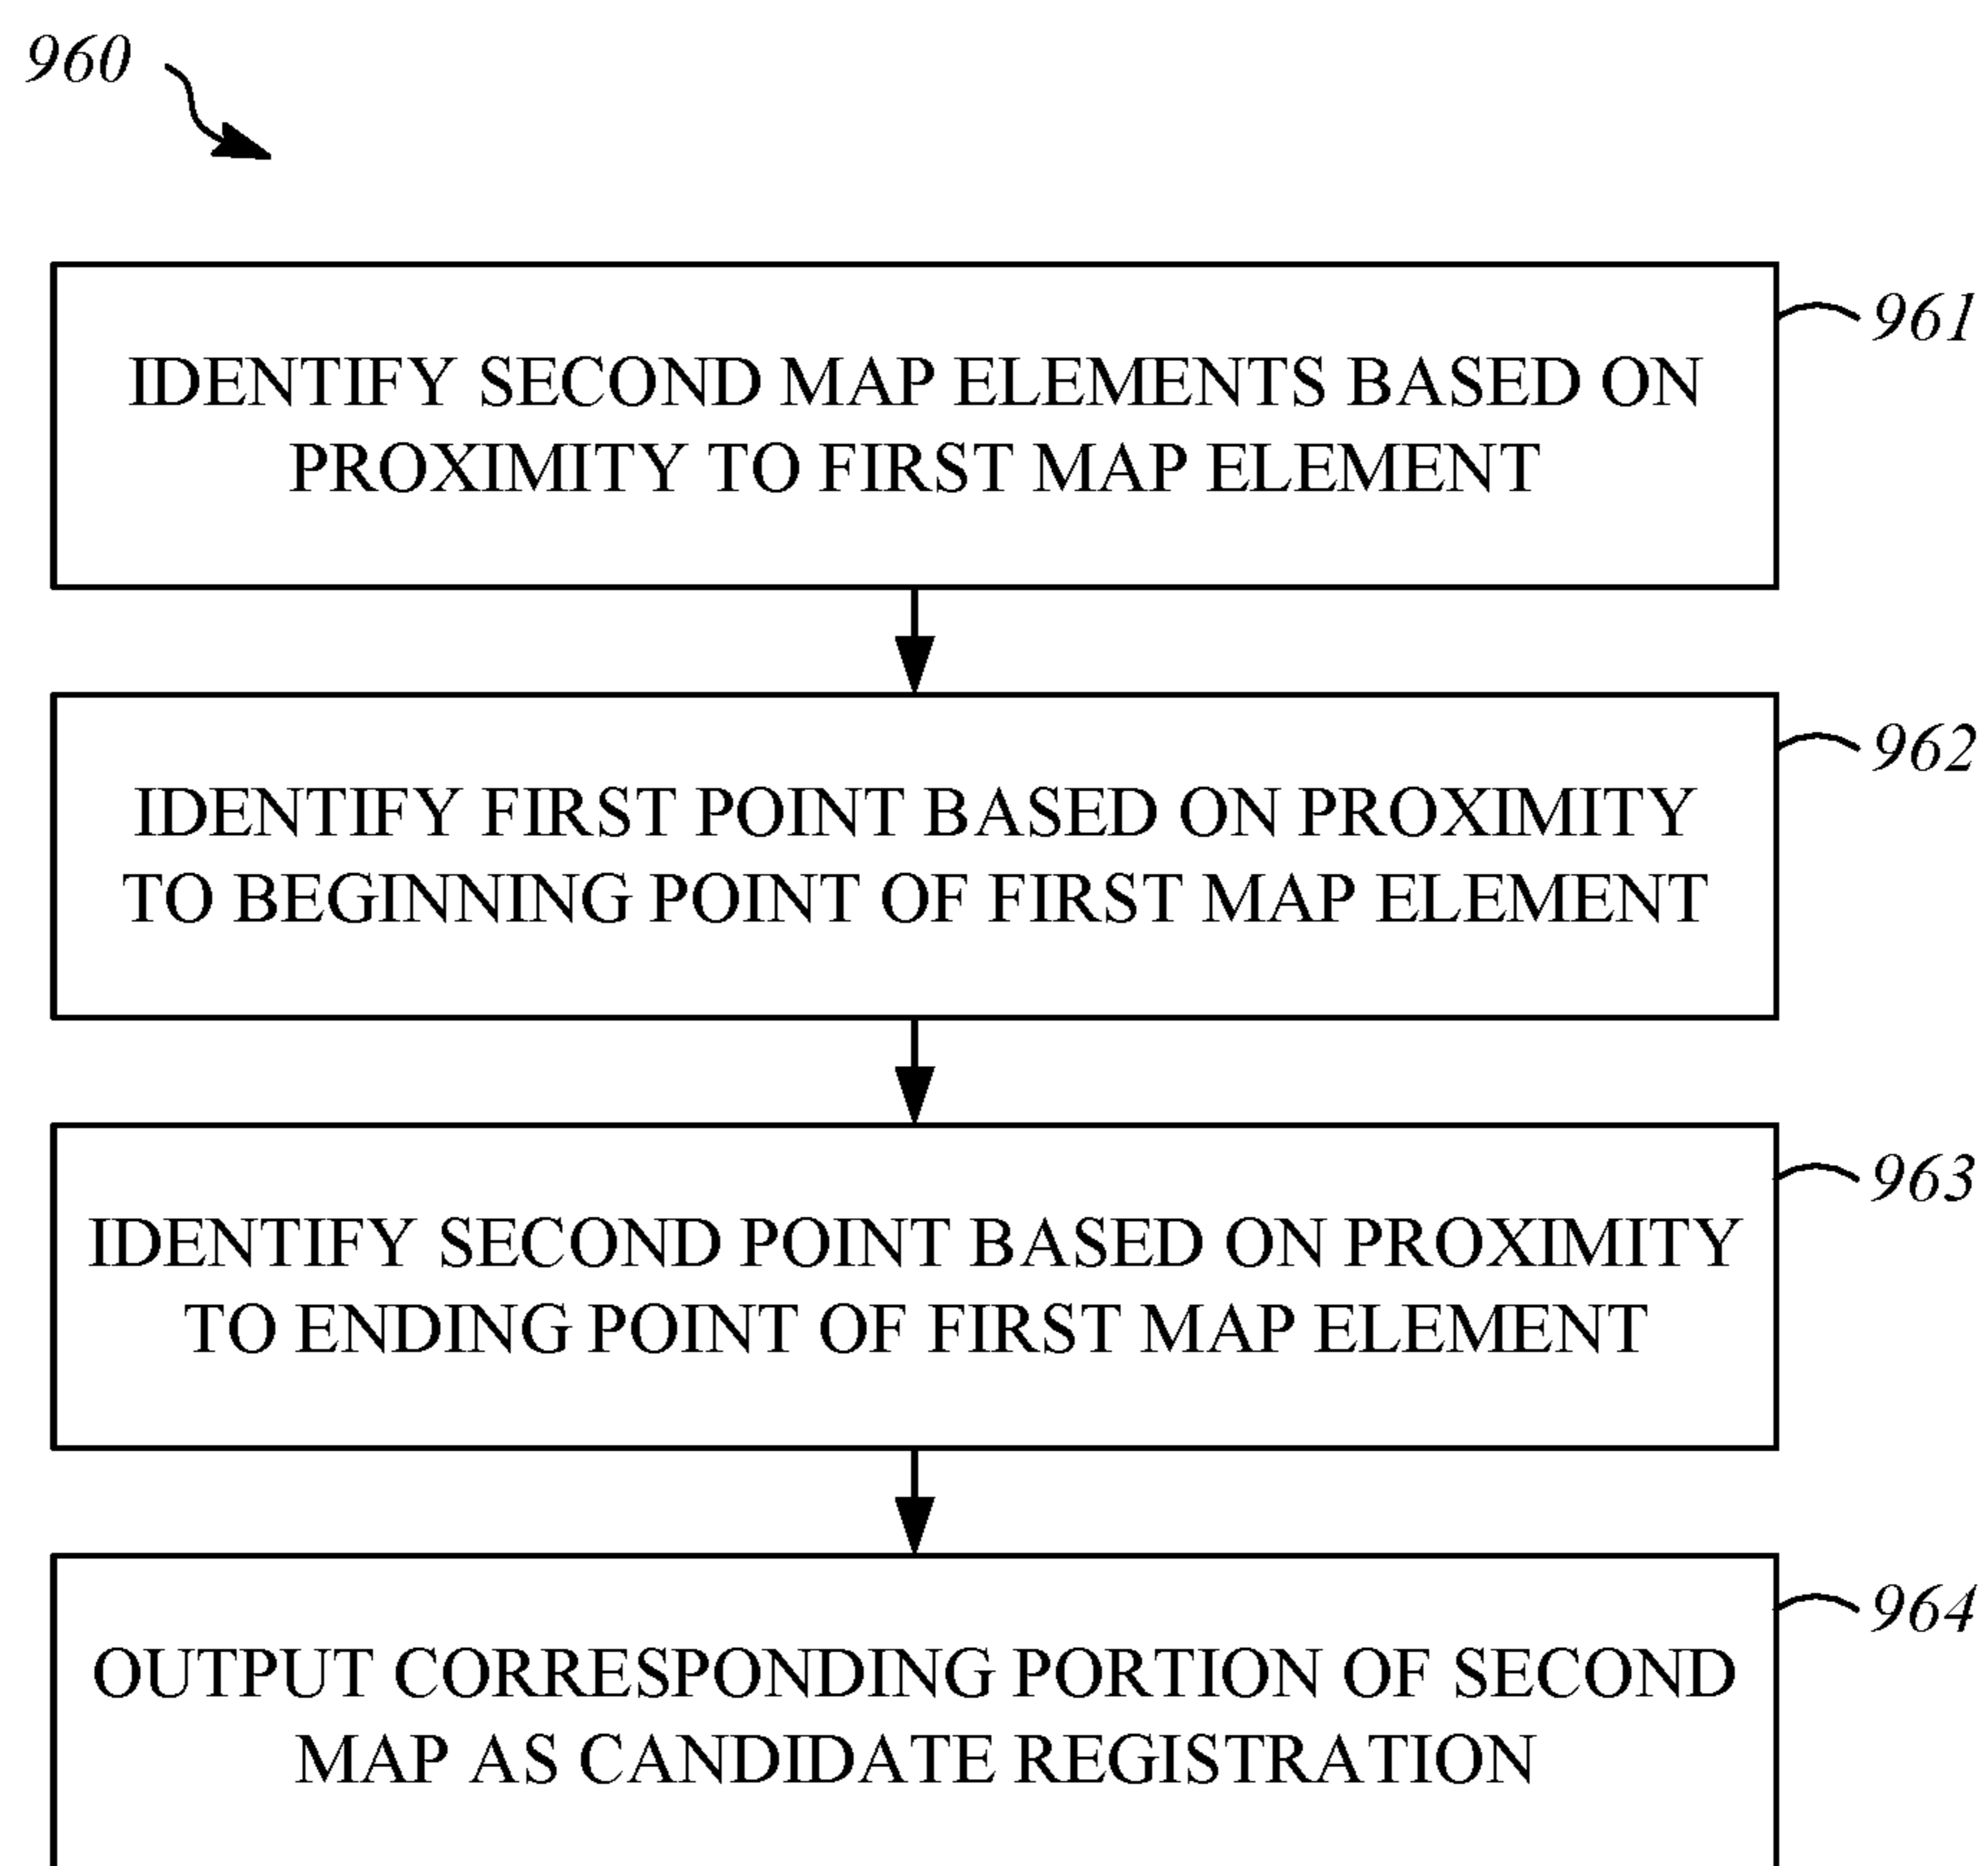 960
961
IDENTIFY SECOND MAP ELEMENTS BASED ON
PROXIMITY TO FIRST MAP ELEMENT
962
IDENTIFY FIRST POINT BASED ON PROXIMITY
TO BEGINNING POINT OF FIRST MAP ELEMENT
963
IDENTIFY SECOND POINT BASED ON PROXIMITY
TO ENDING POINT OF FIRST MAP ELEMENT
964
OUTPUT CORRESPONDING PORTION OF SECOND
MAP AS CANDIDATE REGISTRATION